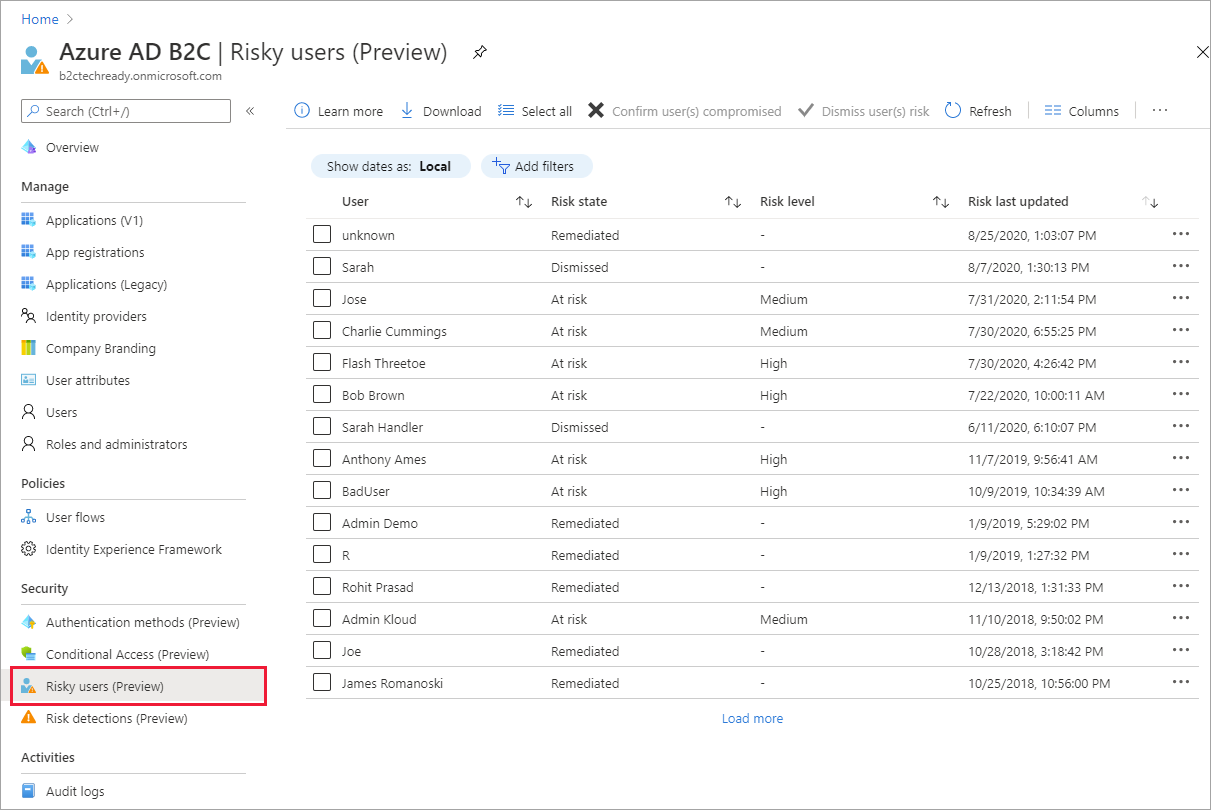 Home
Azure AD B2C | Risky users (Preview)
b2ctechready.onmicrosoft.com
Search (Ctrl+/)
Overview
Manage
Applications (V1)
App registrations
Applications (Legacy)
Identity providers
Company Branding
User attributes
Users
Roles and administrators
Policies
User flows
Identity Experience Framework
Security
Authentication methods (Preview)
Conditional Access (Preview)
Risky users (Preview)
Risk detections (Preview)
Activities
Audit logs
Learn more Download Select all Confirm user(s) compromised Dismiss user(s) risk Refresh Columns ...
Show dates as: Local Add filters
User Risk state Risk level Risk last updated
unknown Remediated - 8/25/2020, 1:03:07 PM ...
Sarah Dismissed - 8/7/2020, 1:30:13 PM ...
Jose At risk Medium 7/31/2020, 2:11:54 PM ...
Charlie Cummings At risk Medium 7/30/2020, 6:55:25 PM ...
Flash Threetoe At risk High 7/30/2020, 4:26:42 PM ...
Bob Brown At risk High 7/22/2020, 10:00:11 AM ...
Sarah Handler Dismissed - 6/11/2020, 6:10:07 PM ...
Anthony Ames At risk High 11/7/2019, 9:56:41 AM ...
BadUser At risk High 10/9/2019, 10:34:39 AM ...
Admin Demo Remediated - 1/9/2019, 5:29:02 PM ...
R Remediated - 1/9/2019, 1:27:32 PM ...
Rohit Prasad Remediated - 12/13/2018, 1:31:33 PM ...
Admin Kloud At risk Medium 11/10/2018, 9:50:02 PM ...
Joe Remediated - 10/28/2018, 3:18:42 PM ...
James Romanoski Remediated - 10/25/2018, 10:56:00 PM ...
Load more